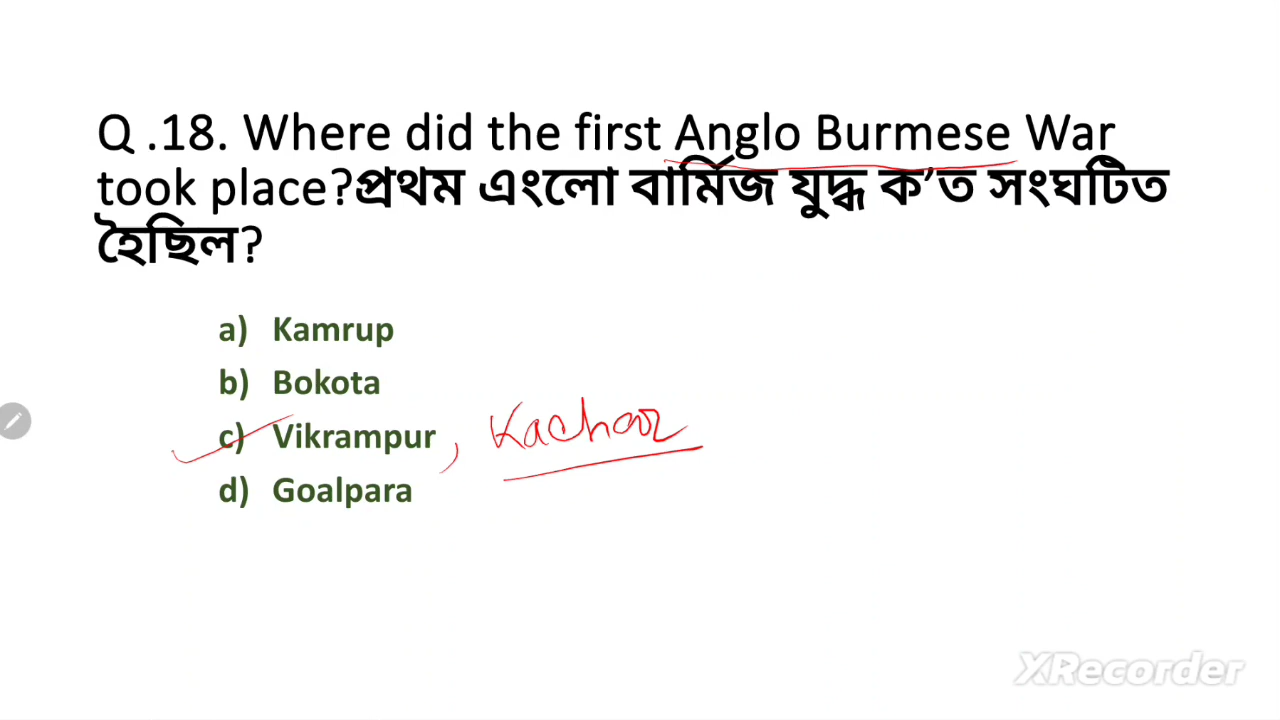 Q .18. Where did the first Anglo Burmese War
took place?প্ৰথম এংলো বাৰ্মিজ যুদ্ধ ক’ত সংঘটিত
হৈছিল?
a) Kamrup
b) Bokota
c) Vikrampur, Kachar
d) Goalpara
XRecorder